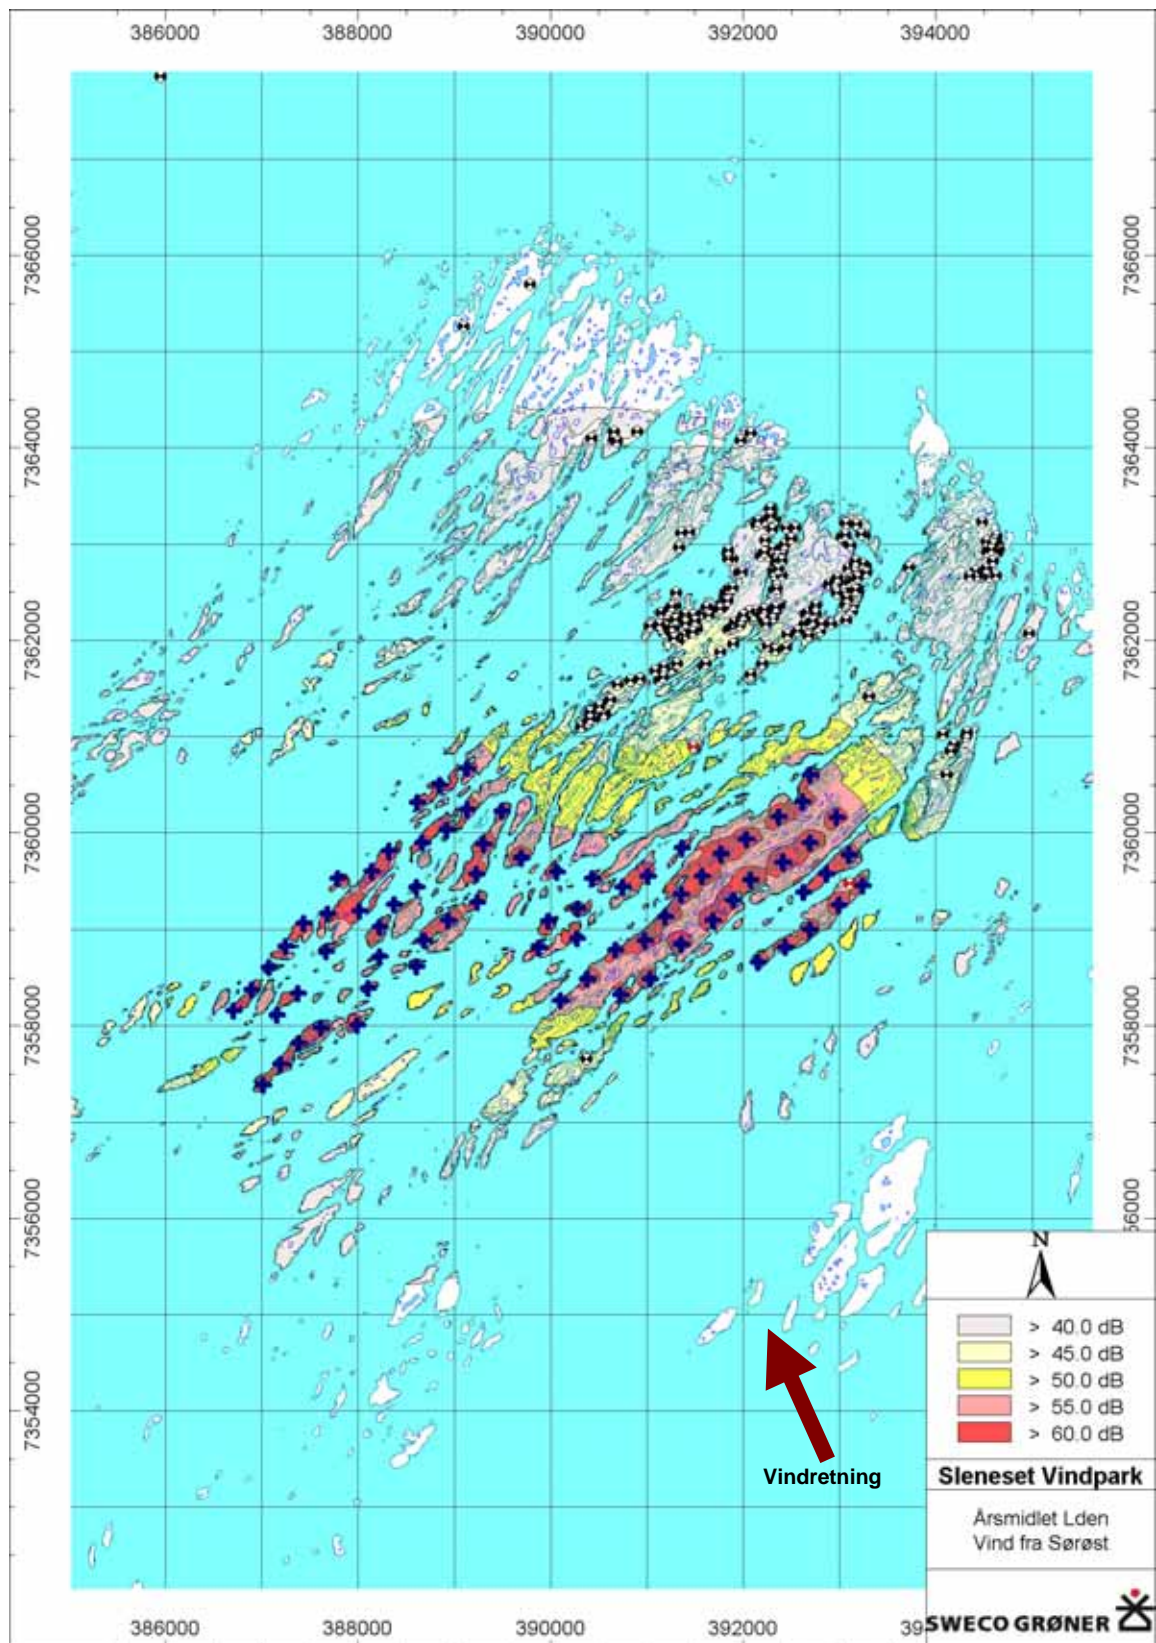 386000 388000 390000 392000 394000
7366000 7366000
7364000 7364000
7362000 7362000
7360000 7360000
7358000 7358000
7356000 56000
7354000
N
> 40.0 dB
> 45.0 dB
> 50.0 dB
> 55.0 dB
> 60.0 dB
Vindretning
Sleneset Vindpark
Årsmidlet Lden
Vind fra Sørøst
SWECO GRØNER
386000 388000 390000 392000 39